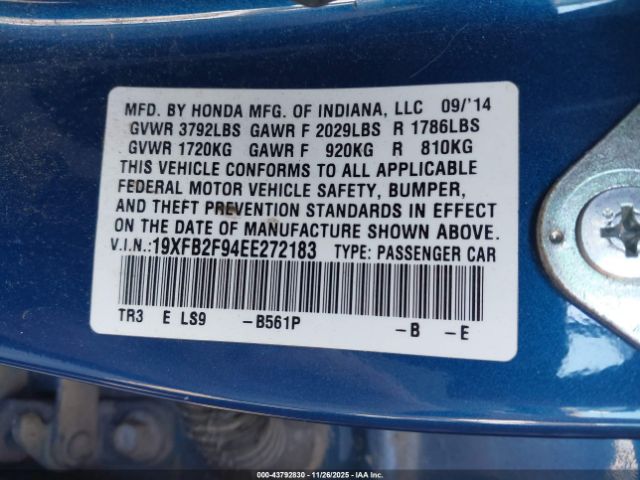 MFD. BY HONDA MFG. OF INDIANA, LLC 09/'14
GVWR 3792LBS GAWR F 2029LBS R 1786LBS
GVWR 1720KG GAWR F 920KG R 810KG
THIS VEHICLE CONFORMS TO ALL APPLICABLE
FEDERAL MOTOR VEHICLE SAFETY, BUMPER,
AND THEFT PREVENTION STANDARDS IN EFFECT
ON THE DATE OF MANUFACTURE SHOWN ABOVE.
V.I.N.:19XFB2F94EE272183 TYPE: PASSENGER CAR
TR3 E LS9 -B561P -B -E
000-43792830 - 11/26/2025 - IAAI.COM